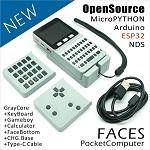 NEW
OpenSource
MicroPYTHON
Arduino
ESP32
NDS
GrayCore
+KeyBoard
+Gameboy
+Calculator
+FaceBottom
+CHG.Base
+Type-C Cable
FACES
PocketComputer